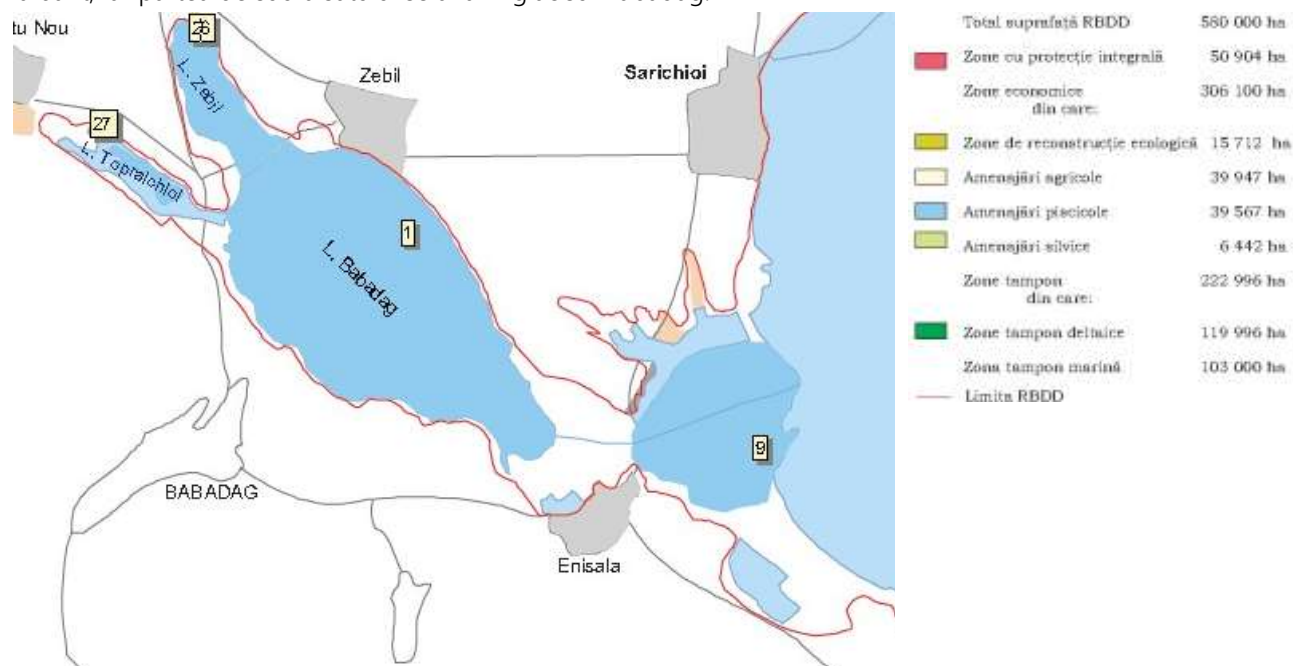 tu Nou
26
Zebil
Sarichioi
L. Zebil
27
L. Topraichioi
1
L. Babadag
9
BABADAG
Enisala
Total suprafață RBDD 580 000 ha
Zone cu protecție integrală 50 904 ha
Zone economice 306 100 ha
din care:
Zone de reconstrucție ecologică 15 712 ha
Amenajări agricole 39 947 ha
Amenajări piscicole 39 567 ha
Amenajări silvice 6 442 ha
Zone tampon 222 996 ha
din care:
Zone tampon deltaice 119 996 ha
Zona tampon marină 103 000 ha
Limita RBDD